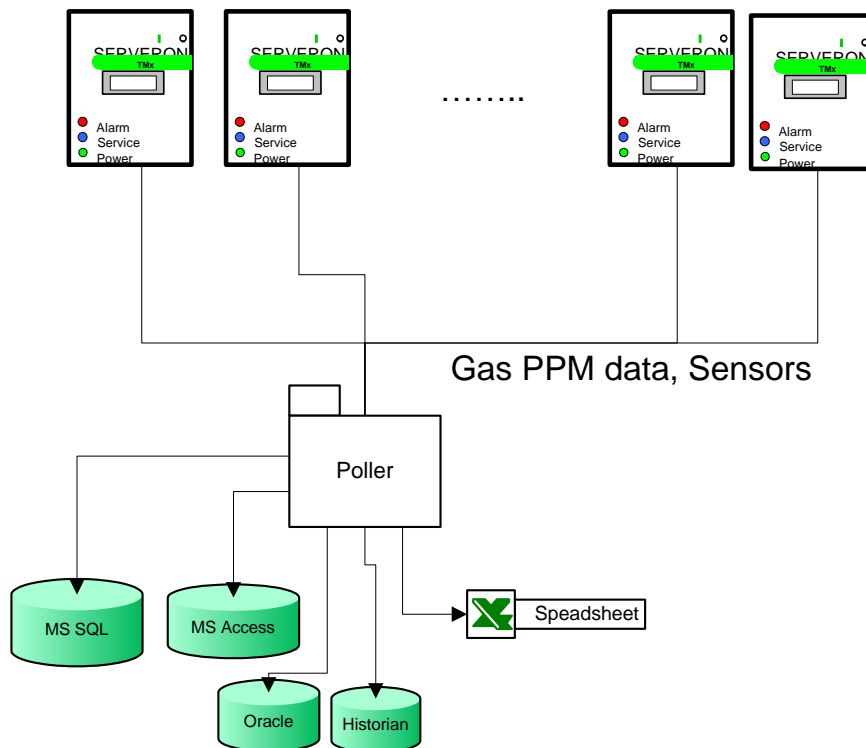 SERVERON
TMx
Alarm
Service
Power
SERVERON
TMx
Alarm
Service
Power
........
SERVERON
TMx
Alarm
Service
Power
SERVERON
TMx
Alarm
Service
Power
Gas PPM data, Sensors
Poller
MS SQL
MS Access
Speadsheet
Oracle
Historian